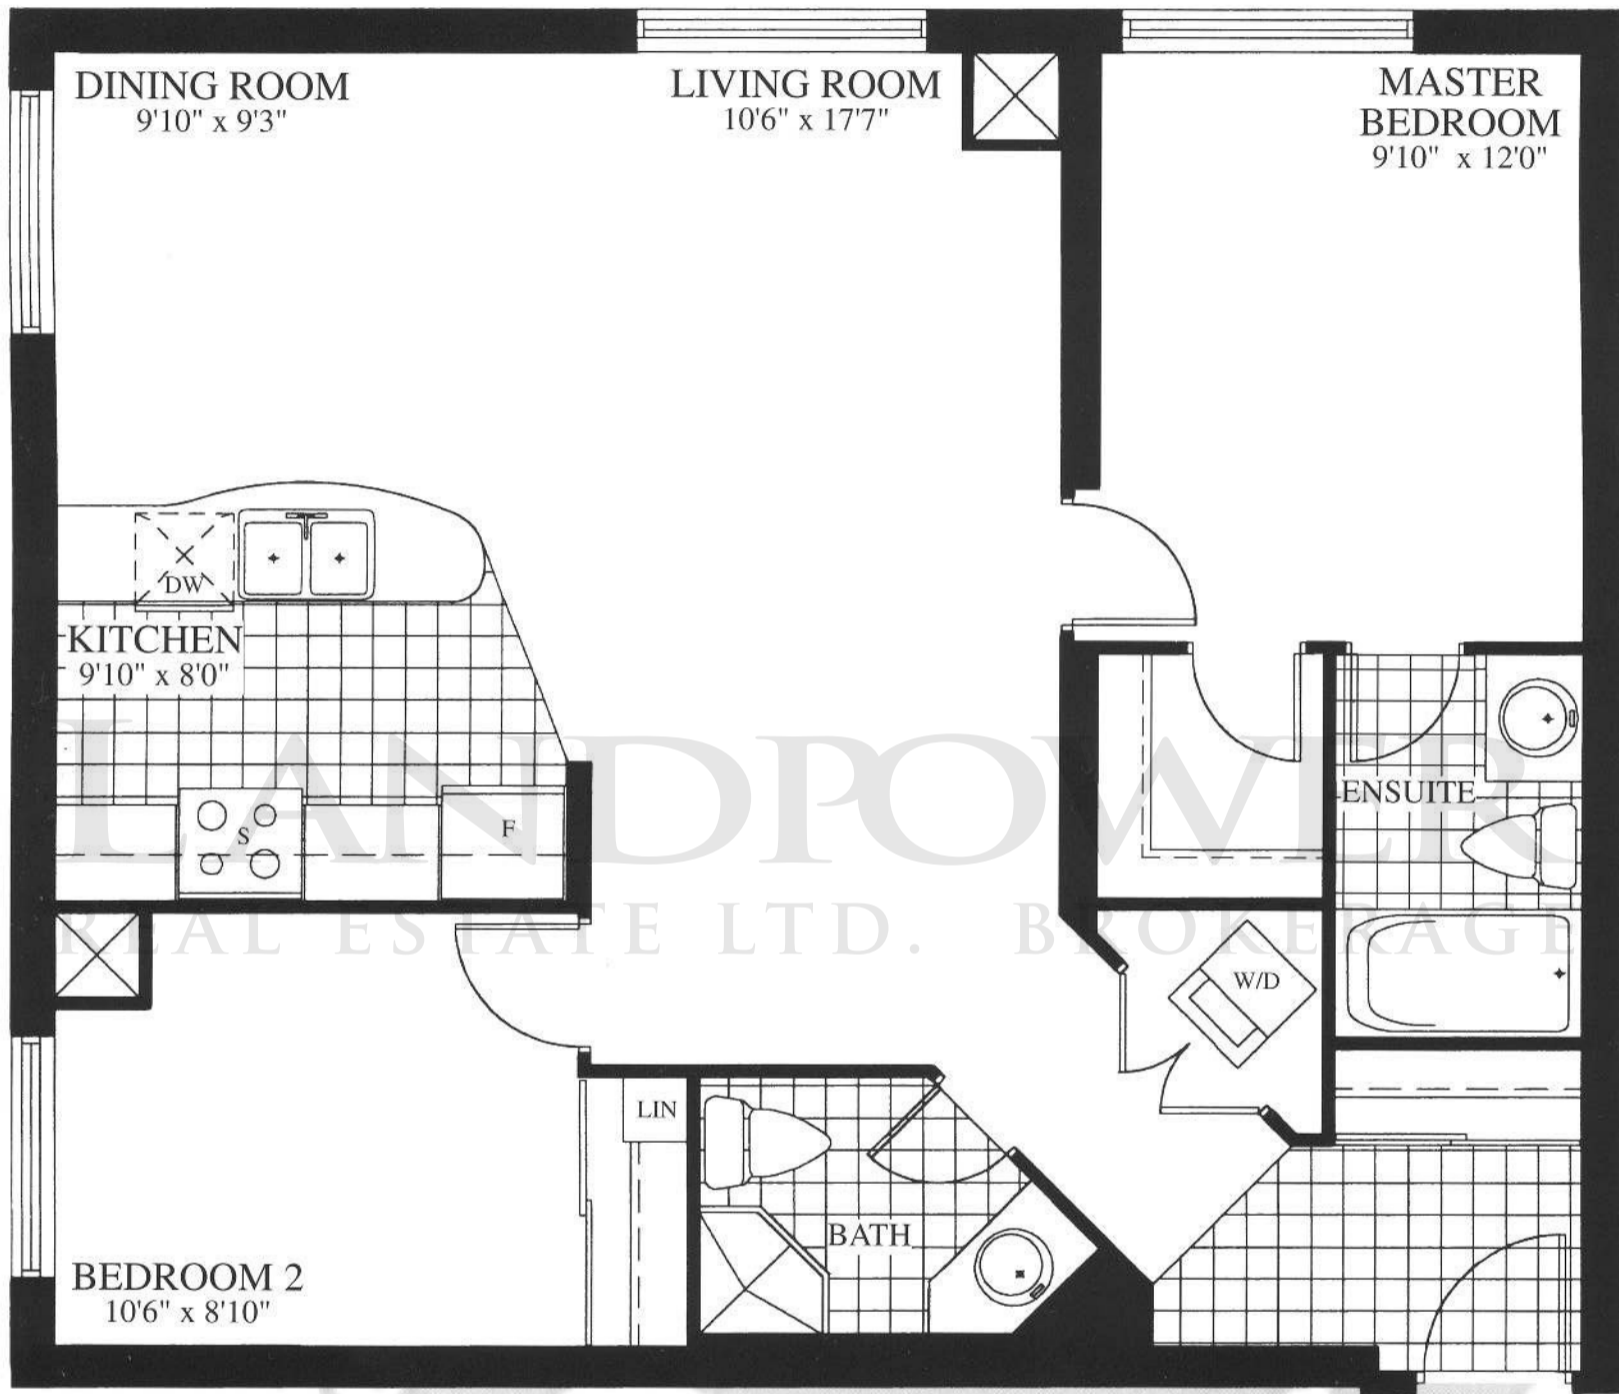 DINING ROOM
9'10" x 9'3"
LIVING ROOM
10'6" x 17'7"
MASTER
BEDROOM
9'10" x 12'0"
DW
KITCHEN
9'10" x 8'0"
S
F
ENSUITE
LANDPOWER
REAL ESTATE LTD. BROKERAGE
W/D
LIN
BATH
BEDROOM 2
10'6" x 8'10"